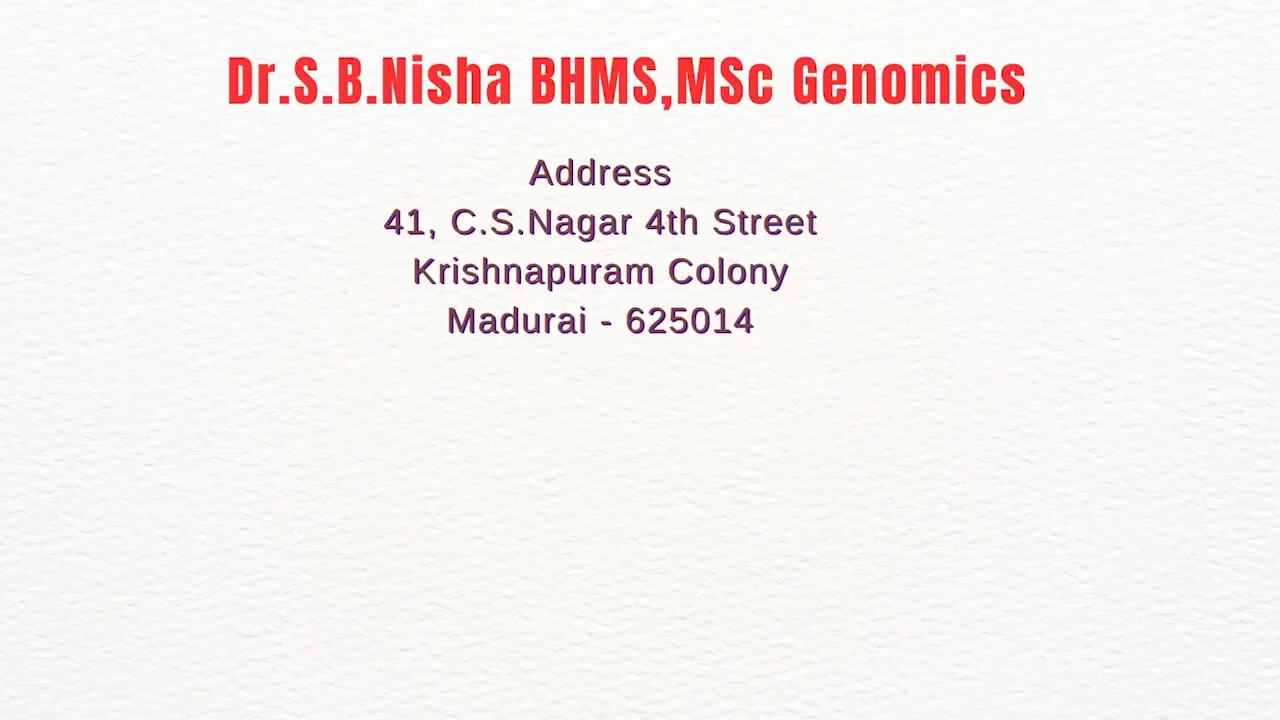 Dr.S.B.Nisha BHMS,MSc Genomics
Address
41, C.S.Nagar 4th Street
Krishnapuram Colony
Madurai - 625014